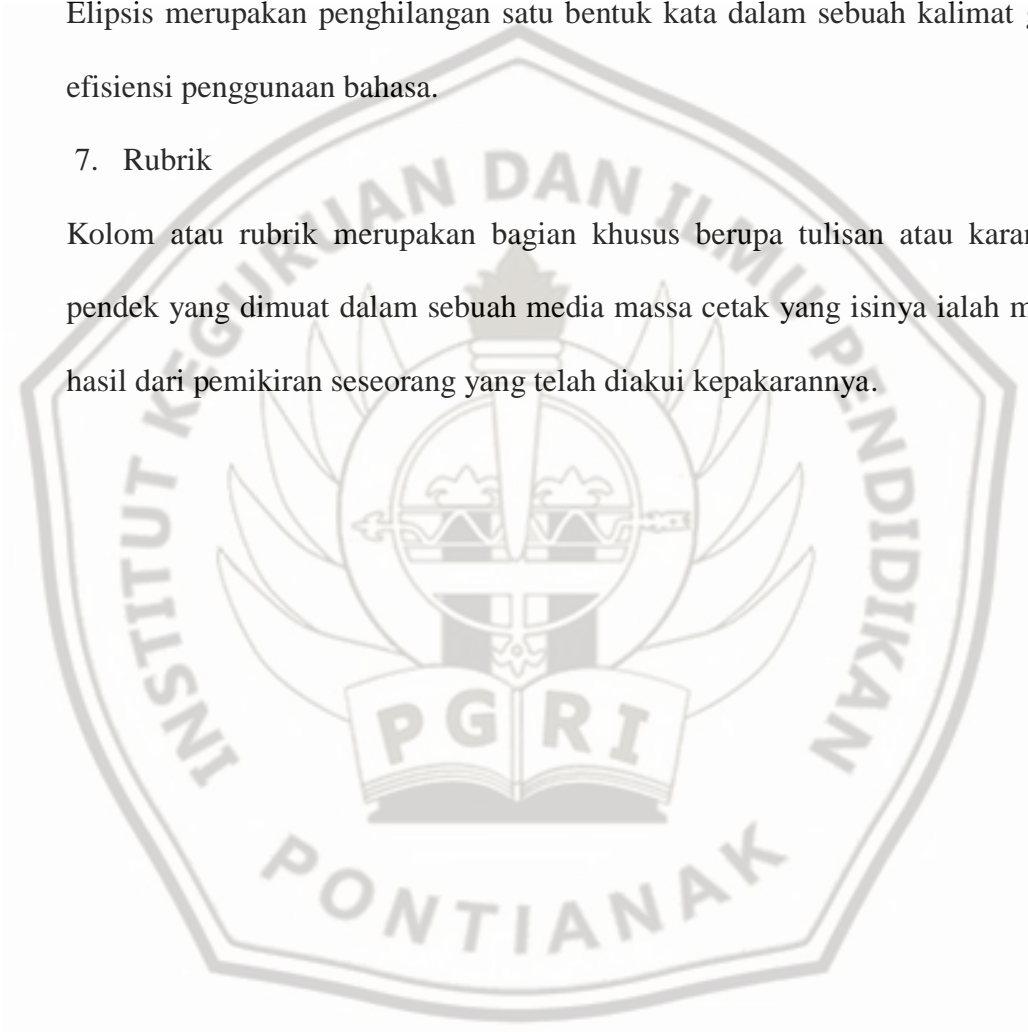 Elipsis merupakan penghilangan satu bentuk kata dalam sebuah kalimat
efisiensi penggunaan bahasa.
7. Rubrik
Kolom atau rubrik merupakan bagian khusus berupa tulisan atau karan
pendek yang dimuat dalam sebuah media massa cetak yang isinya ialah m
hasil dari pemikiran seseorang yang telah diakui kepakarannya.
INSTITUT KEGURUAN DAN ILMU PENDIDIKAN
PGRI
PONTIANAK